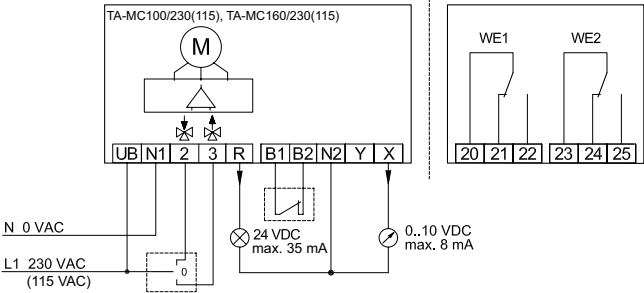 TA-MC100/230(115), TA-MC160/230(115)
M
WE1 WE2
UB N1 2 3 R B1 B2 N2 Y X
20 21 22 23 24 25
N 0 VAC
24 VDC
max. 35 mA
0..10 VDC
max. 8 mA
L1 230 VAC
(115 VAC)
0